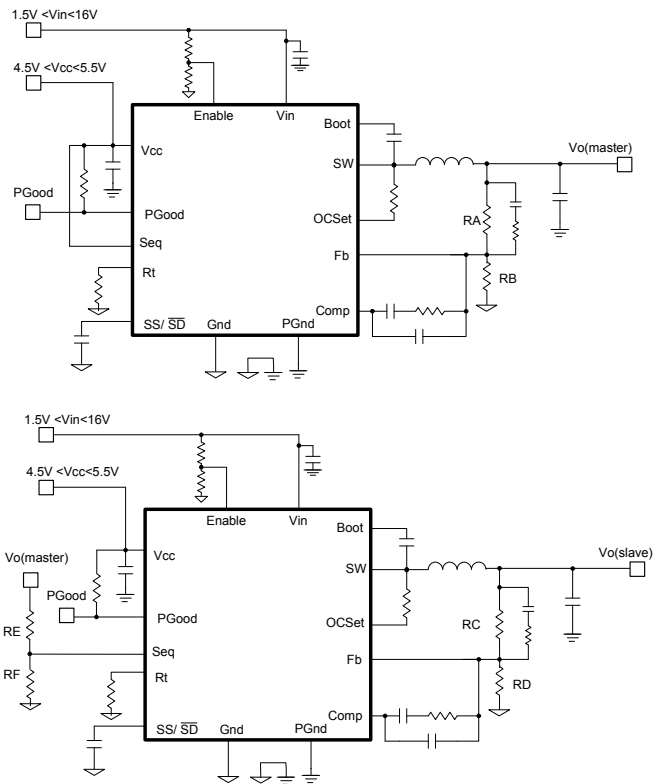 1.5V <Vin<16V
4.5V <Vcc<5.5V
Enable
Vin
Boot
Vcc
Vo(master)
SW
PGood
PGood
OCSet
RA
Seq
Fb
Rt
RB
Comp
SS/ SD
Gnd
PGnd
1.5V <Vin<16V
4.5V <Vcc<5.5V
Enable
Vin
Boot
Vo(master)
Vcc
Vo(slave)
SW
PGood
RE
PGood
OCSet
RC
Seq
Fb
RF
Rt
RD
Comp
SS/ SD
Gnd
PGnd